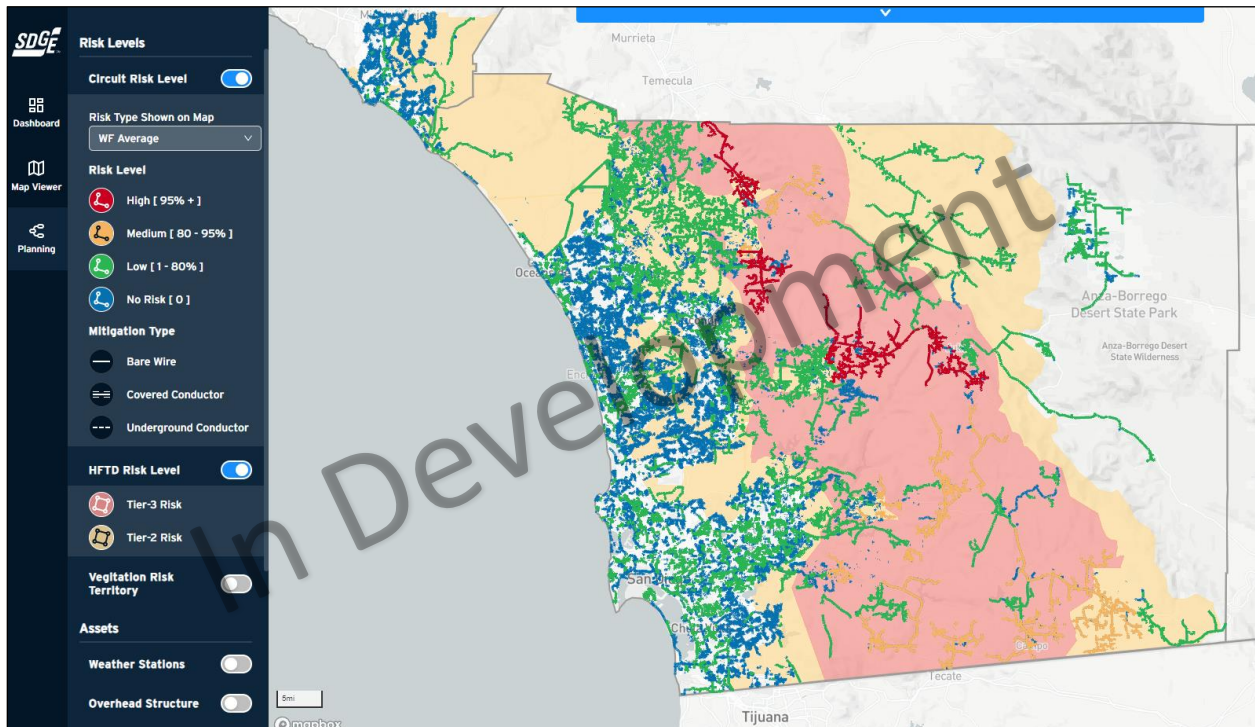 SDGE
Dashboard
Map Viewer
Planning
Risk Levels
Circuit Risk Level
Risk Type Shown on Map
WF Average
Risk Level
High [ 95% + ]
Medium [ 80 - 95% ]
Low [ 1 - 80% ]
No Risk [ 0 ]
Mitigation Type
Bare Wire
Covered Conductor
Underground Conductor
HFTD Risk Level
Tier-3 Risk
Tier-2 Risk
Vegitation Risk
Territory
Assets
Weather Stations
Overhead Structure
Murrieta
Temecula
Anza-Borrego
Desert State Park
Anza-Borrego Desert
State Wilderness
In Development
Tecate
Tijuana
5mi
mapbox